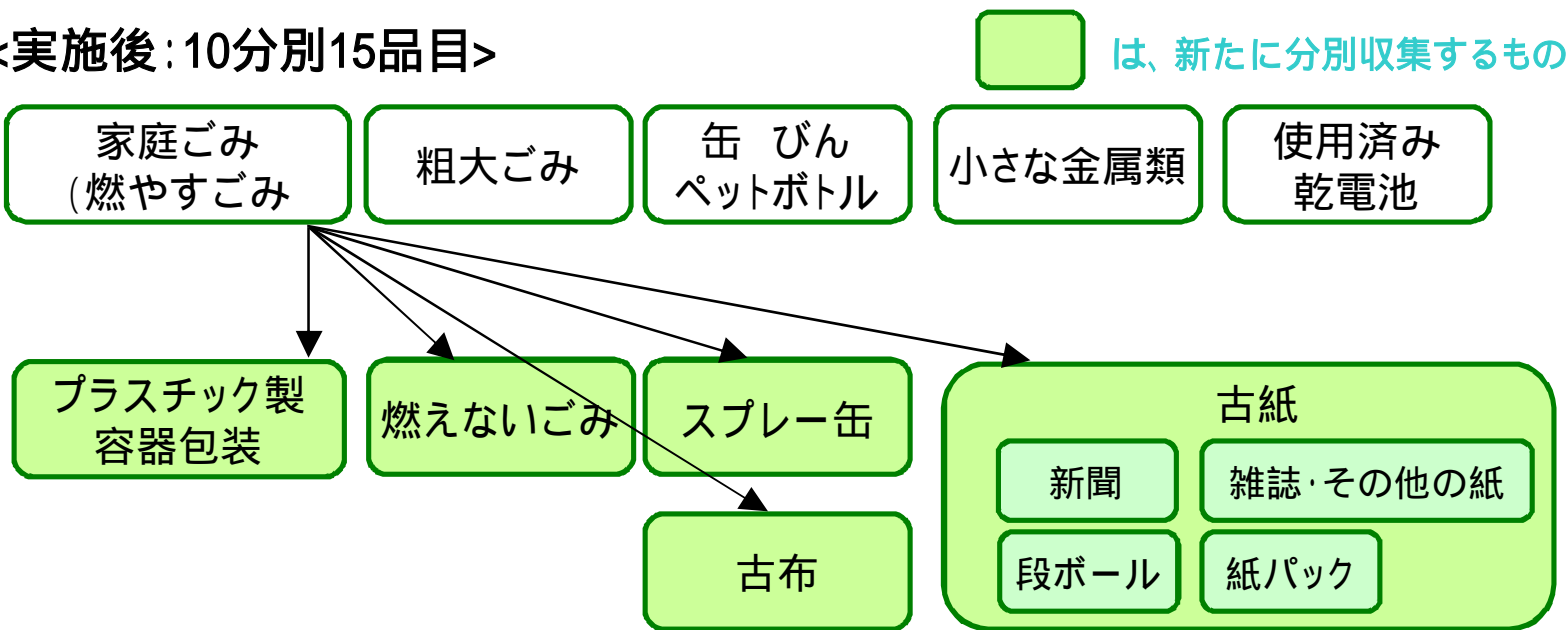 <実施後:10分別15品目>
は、新たに分別収集するもの
家庭ごみ
(燃やすごみ
粗大ごみ
缶 びん
ペットボトル
小さな金属類
使用済み
乾電池
プラスチック製
容器包装
燃えないごみ
スプレー缶
古紙
新聞
雑誌・その他の紙
段ボール
紙パック
古布